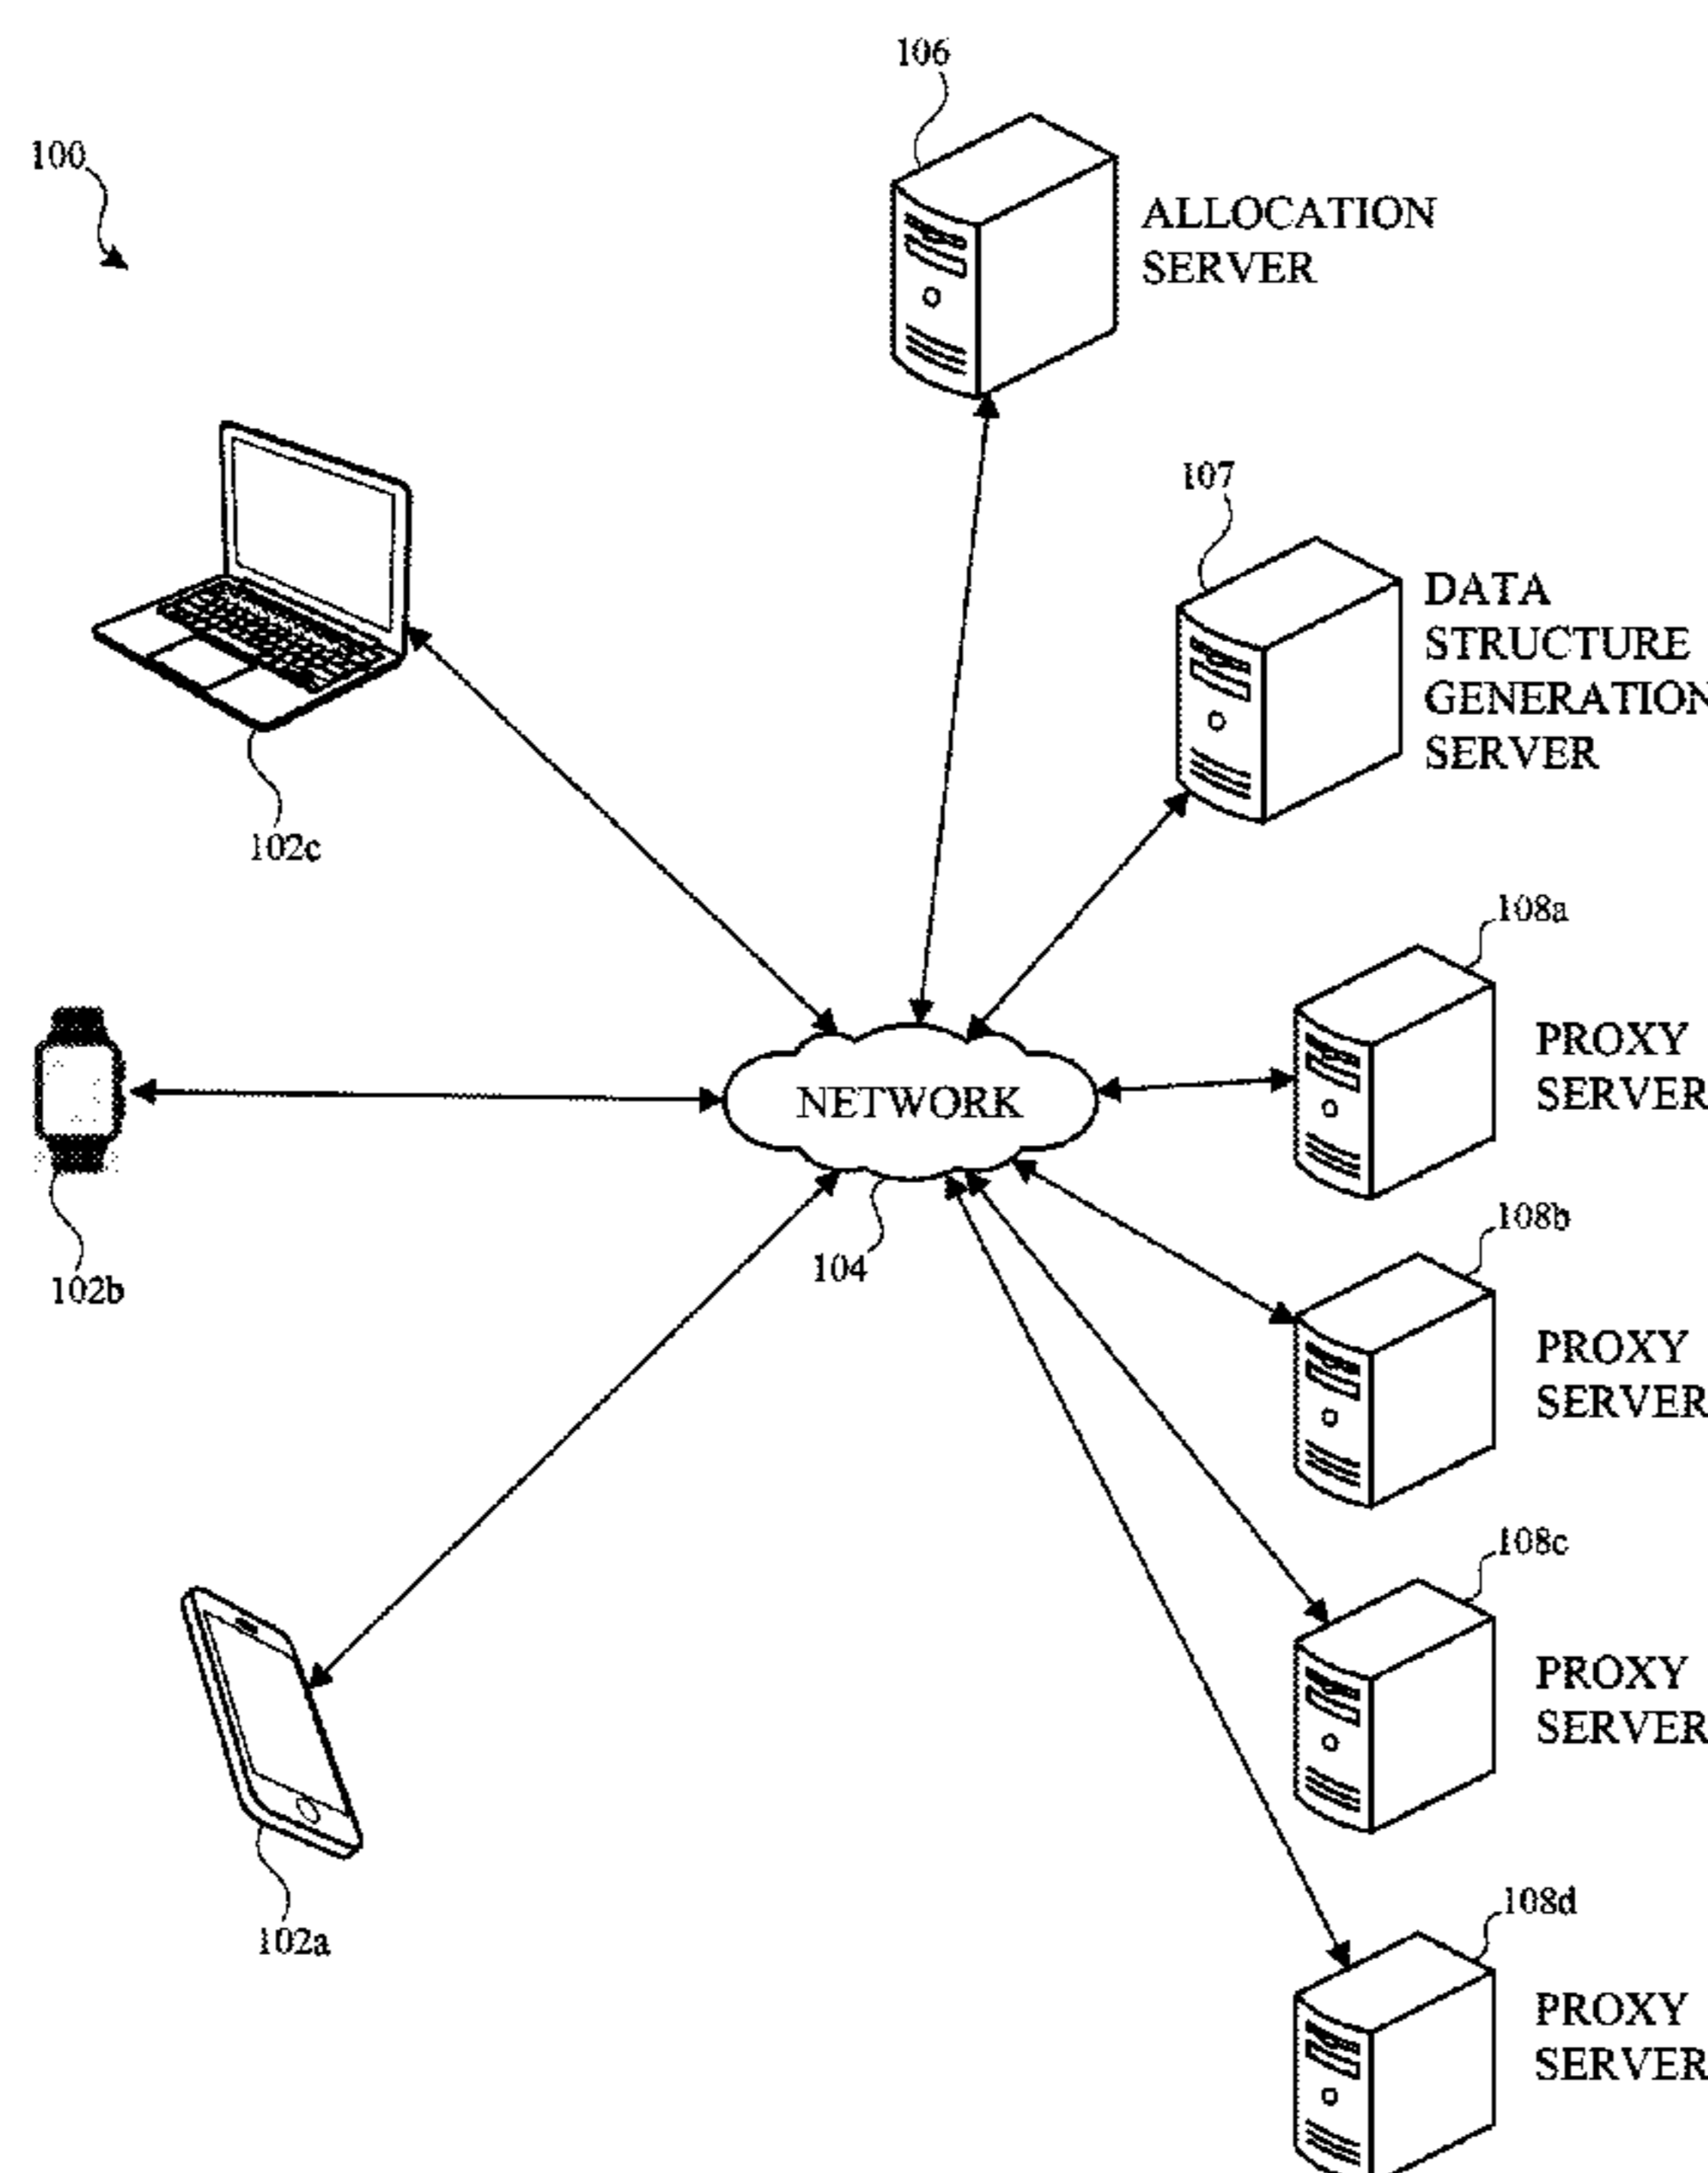 106
100
ALLOCATION
SERVER
107
DATA
STRUCTURE
GENERATION
SERVER
102c
108a
PROXY
SERVER
NETWORK
108b
104
102b
PROXY
SERVER
108c
PROXY
SERVER
108d
102a
PROXY
SERVER